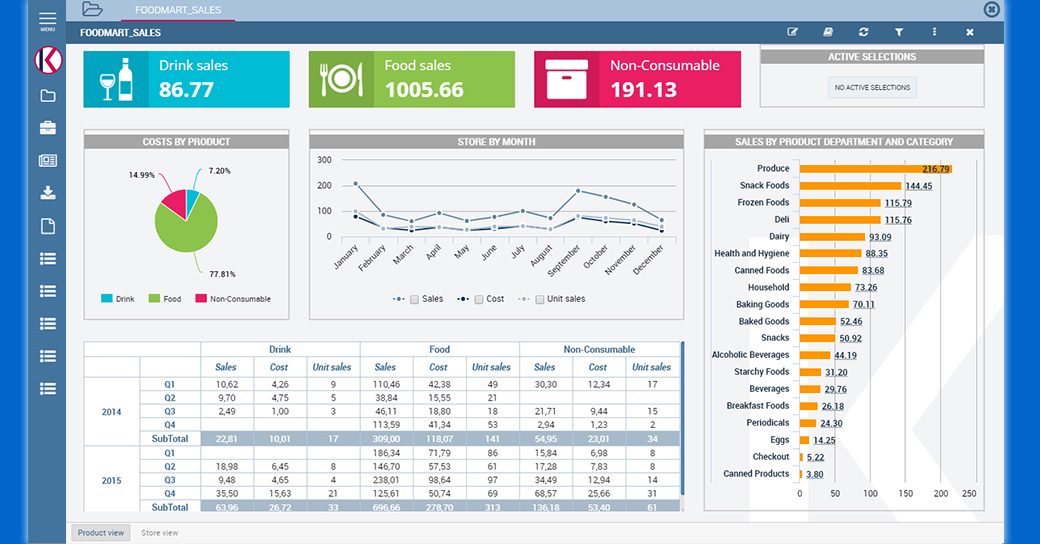 FOODMART_SALES
MENU
FOODMART_SALES
Drink sales
86.77
Food sales
1005.66
Non-Consumable
191.13
ACTIVE SELECTIONS
NO ACTIVE SELECTIONS
COSTS BY PRODUCT
14.99%
7.20%
77.81%
Drink Food Non-Consumable
STORE BY MONTH
300
200
100
0
January February March April May June July August September October November December
Sales Cost Unit sales
SALES BY PRODUCT DEPARTMENT AND CATEGORY
Produce 216.79
Snack Foods 144.45
Frozen Foods 115.79
Deli 115.76
Dairy 93.09
Health and Hygiene 88.35
Canned Foods 83.68
Household 73.26
Baking Goods 70.11
Baked Goods 52.46
Snacks 50.92
Alcoholic Beverages 44.19
Starchy Foods 31.20
Beverages 29.76
Breakfast Foods 26.18
Periodicals 24.30
Eggs 14.25
Checkout 5.22
Canned Products 3.80
0 50 100 150 200 250
Drink Food Non-Consumable
Sales Cost Unit sales Sales Cost Unit sales Sales Cost Unit sales
2014
Q1 10,62 4,26 9 110,46 42,38 49 30,30 12,34 17
Q2 9,70 4,75 5 38,84 15,55 21
Q3 2,49 1,00 3 46,11 18,80 18 21,71 9,44 15
Q4 113,59 41,34 53 2,94 1,23 2
SubTotal 22,81 10,01 17 309,00 118,07 141 54,95 23,01 34
2015
Q1 186,34 71,79 86 15,84 6,98 8
Q2 18,98 6,45 8 146,70 57,53 61 17,28 7,83 8
Q3 9,48 4,65 4 238,01 98,64 97 34,49 12,94 14
Q4 35,50 15,63 21 125,61 50,74 69 68,57 25,66 31
SubTotal 63,96 26,72 33 696,66 278,70 313 136,18 53,40 61
Product view Store view